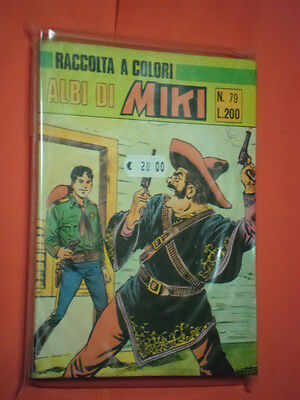 RACCOLTA A COLORI
ALBI DI MIKI
N. 79
L.200
€ 20.00